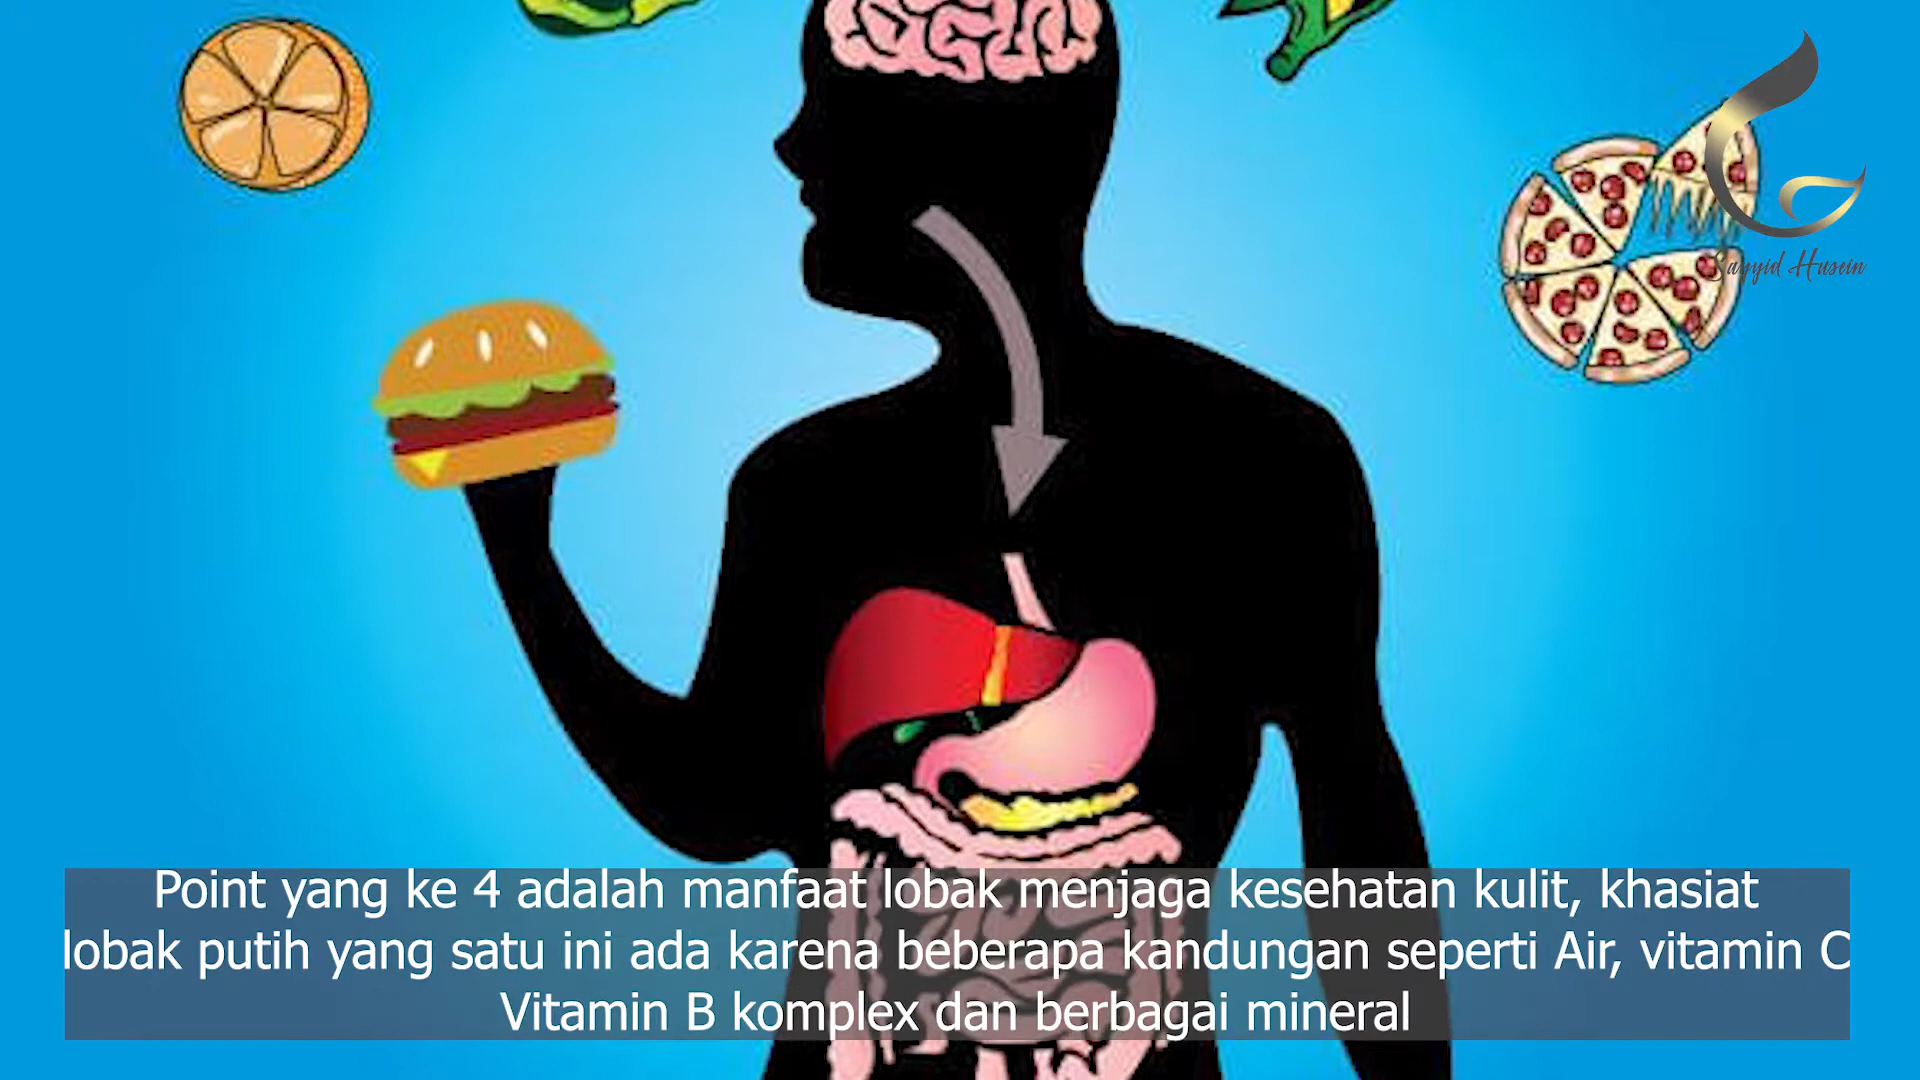 Sayyid Husein
Point yang ke 4 adalah manfaat lobak menjaga kesehatan kulit, khasiat
lobak putih yang satu ini ada karena beberapa kandungan seperti Air, vitamin C
Vitamin B komplex dan berbagai mineral